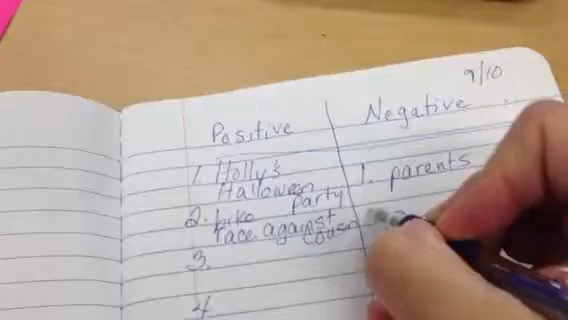 9/10
Positive
Negative
1. Holly's
Halloween
Party
1. parents
2. bike
race against
cousin
3.
4